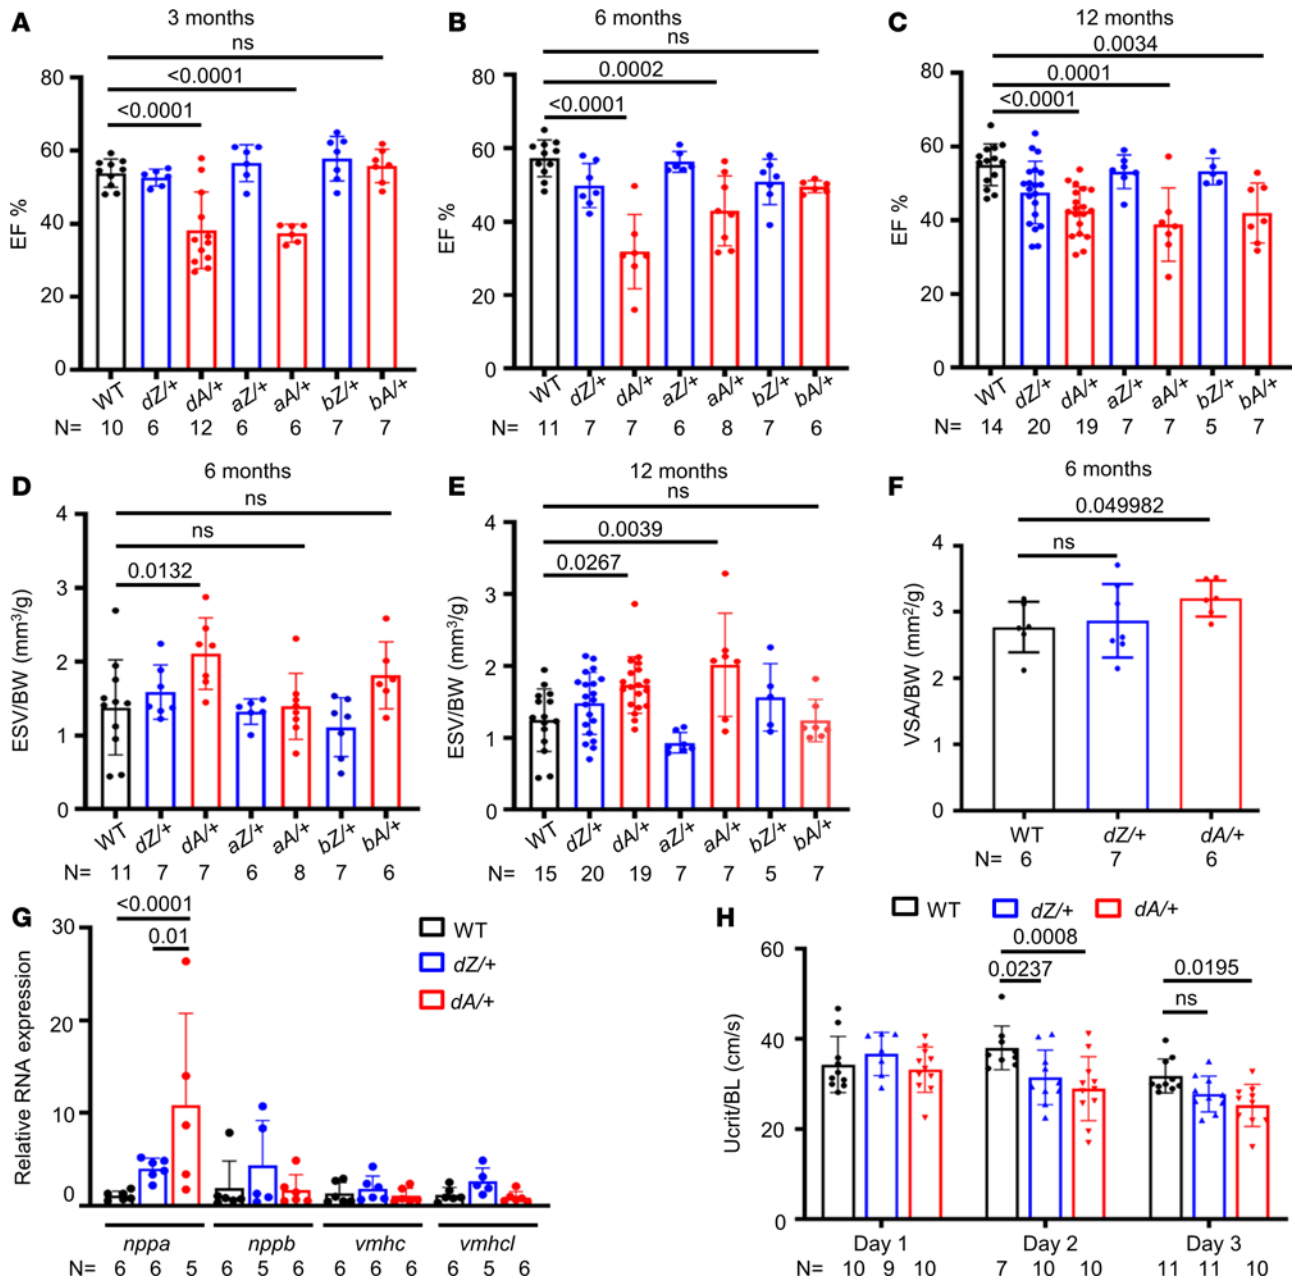 A
3 months
ns
<0.0001
<0.0001
EF %
80
60
40
20
0
WT dZ/+ dA/+ aZ/+ aA/+ bZ/+ bA/+
N= 10 6 12 6 6 7 7
B
6 months
ns
0.0002
<0.0001
EF %
80
60
40
20
0
WT dZ/+ dA/+ aZ/+ aA/+ bZ/+ bA/+
N= 11 7 7 6 8 7 6
C
12 months
0.0034
0.0001
<0.0001
EF %
80
60
40
20
0
WT dZ/+ dA/+ aZ/+ aA/+ bZ/+ bA/+
N= 14 20 19 7 7 5 7
D
6 months
ns
ns
0.0132
ESV/BW (mm³/g)
4
3
2
1
0
WT dZ/+ dA/+ aZ/+ aA/+ bZ/+ bA/+
N= 11 7 7 6 8 7 6
E
12 months
ns
0.0039
0.0267
ESV/BW (mm³/g)
4
3
2
1
0
WT dZ/+ dA/+ aZ/+ aA/+ bZ/+ bA/+
N= 15 20 19 7 7 5 7
F
6 months
0.049982
ns
VSA/BW (mm²/g)
4
3
2
1
0
WT dZ/+ dA/+
N= 6 7 6
G
<0.0001
0.01
WT
dZ/+
dA/+
Relative RNA expression
30
20
10
0
nppa nppb vmhc vmhcl
N= 6 6 5 6 5 6 6 6 6 6 5 6
H
WT dZ/+ dA/+
0.0008
0.0237
0.0195
ns
Ucrit/BL (cm/s)
60
40
20
0
Day 1 Day 2 Day 3
N= 10 9 10 7 10 10 11 11 10